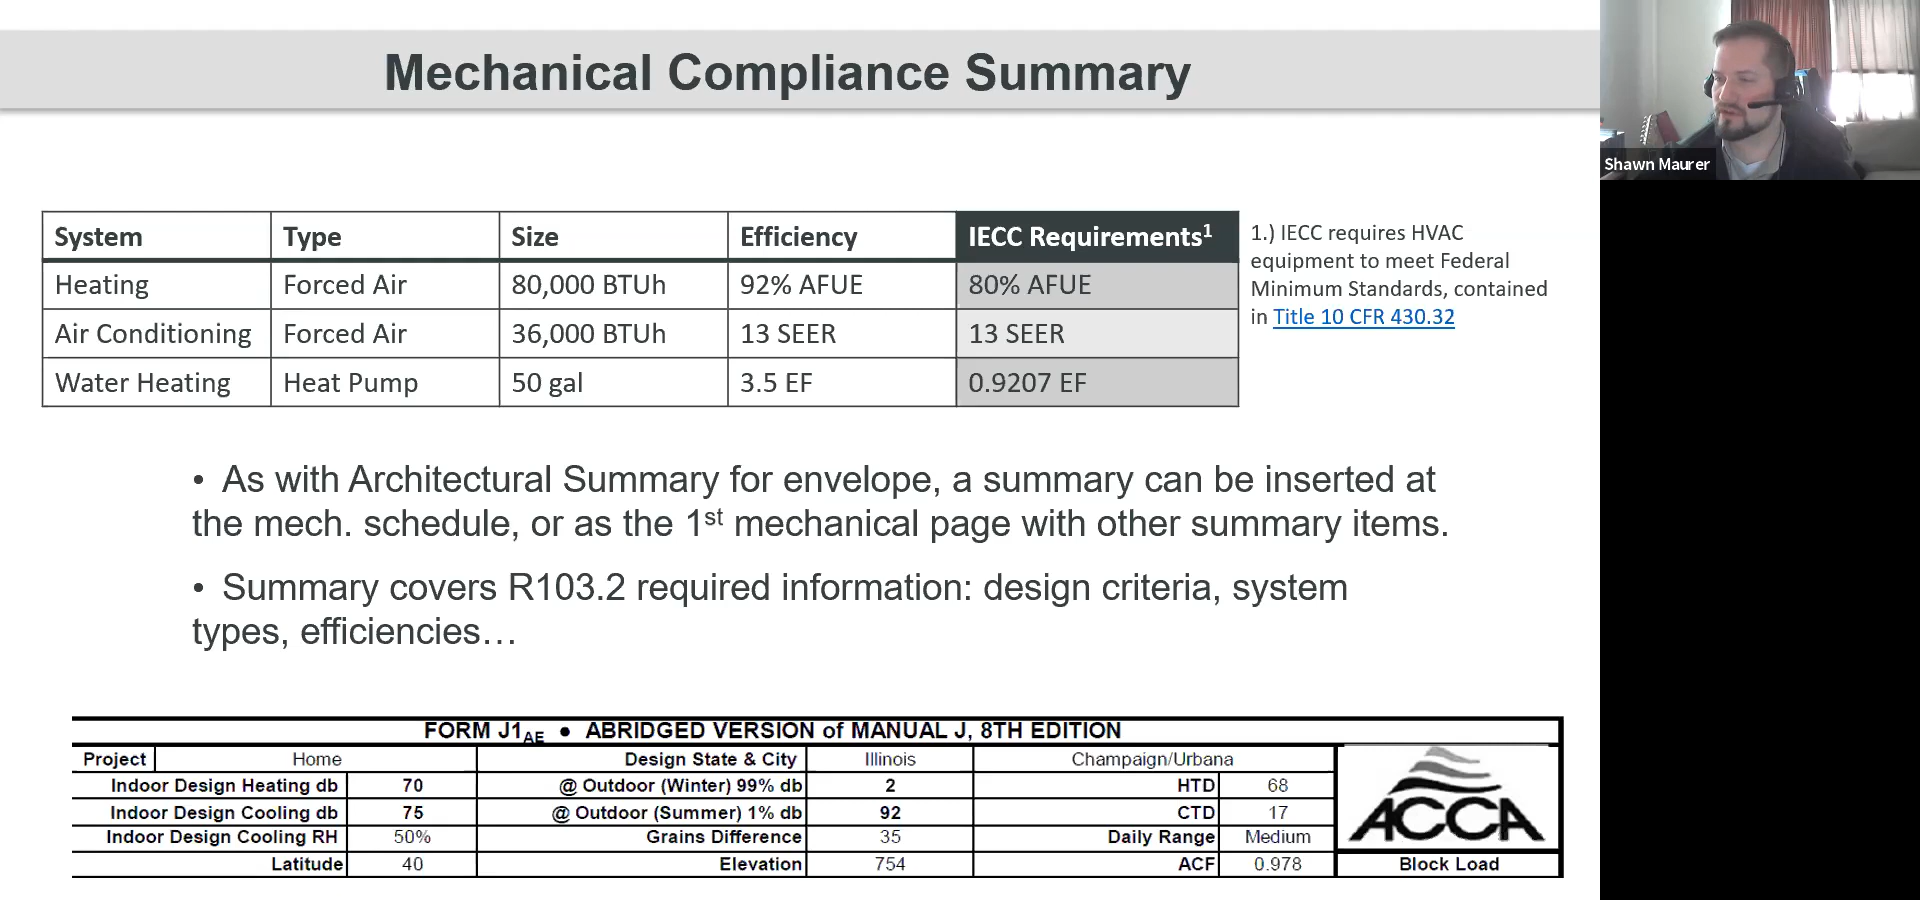 Mechanical Compliance Summary
Shawn Maurer
System Type Size Efficiency IECC Requirements¹
Heating Forced Air 80,000 BTUh 92% AFUE 80% AFUE
Air Conditioning Forced Air 36,000 BTUh 13 SEER 13 SEER
Water Heating Heat Pump 50 gal 3.5 EF 0.9207 EF
1.) IECC requires HVAC
equipment to meet Federal
Minimum Standards, contained
in Title 10 CFR 430.32
• As with Architectural Summary for envelope, a summary can be inserted at
the mech. schedule, or as the 1st mechanical page with other summary items.
• Summary covers R103.2 required information: design criteria, system
types, efficiencies…
FORM J1AE • ABRIDGED VERSION of MANUAL J, 8TH EDITION
Project Home Design State & City Illinois Champaign/Urbana
Indoor Design Heating db 70 @ Outdoor (Winter) 99% db 2 HTD 68
Indoor Design Cooling db 75 @ Outdoor (Summer) 1% db 92 CTD 17
Indoor Design Cooling RH 50% Grains Difference 35 Daily Range Medium
Latitude 40 Elevation 754 ACF 0.978
ACCA
Block Load